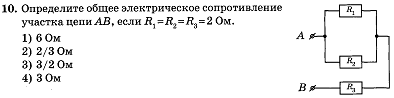 10. Определите общее электрическое сопротивление
участка цепи AB, если R₁=R₂=R₃=2 Ом.
1) 6 Ом
2) 2/3 Ом
3) 3/2 Ом
4) 3 Ом
R₁
A
R₂
B
R₃